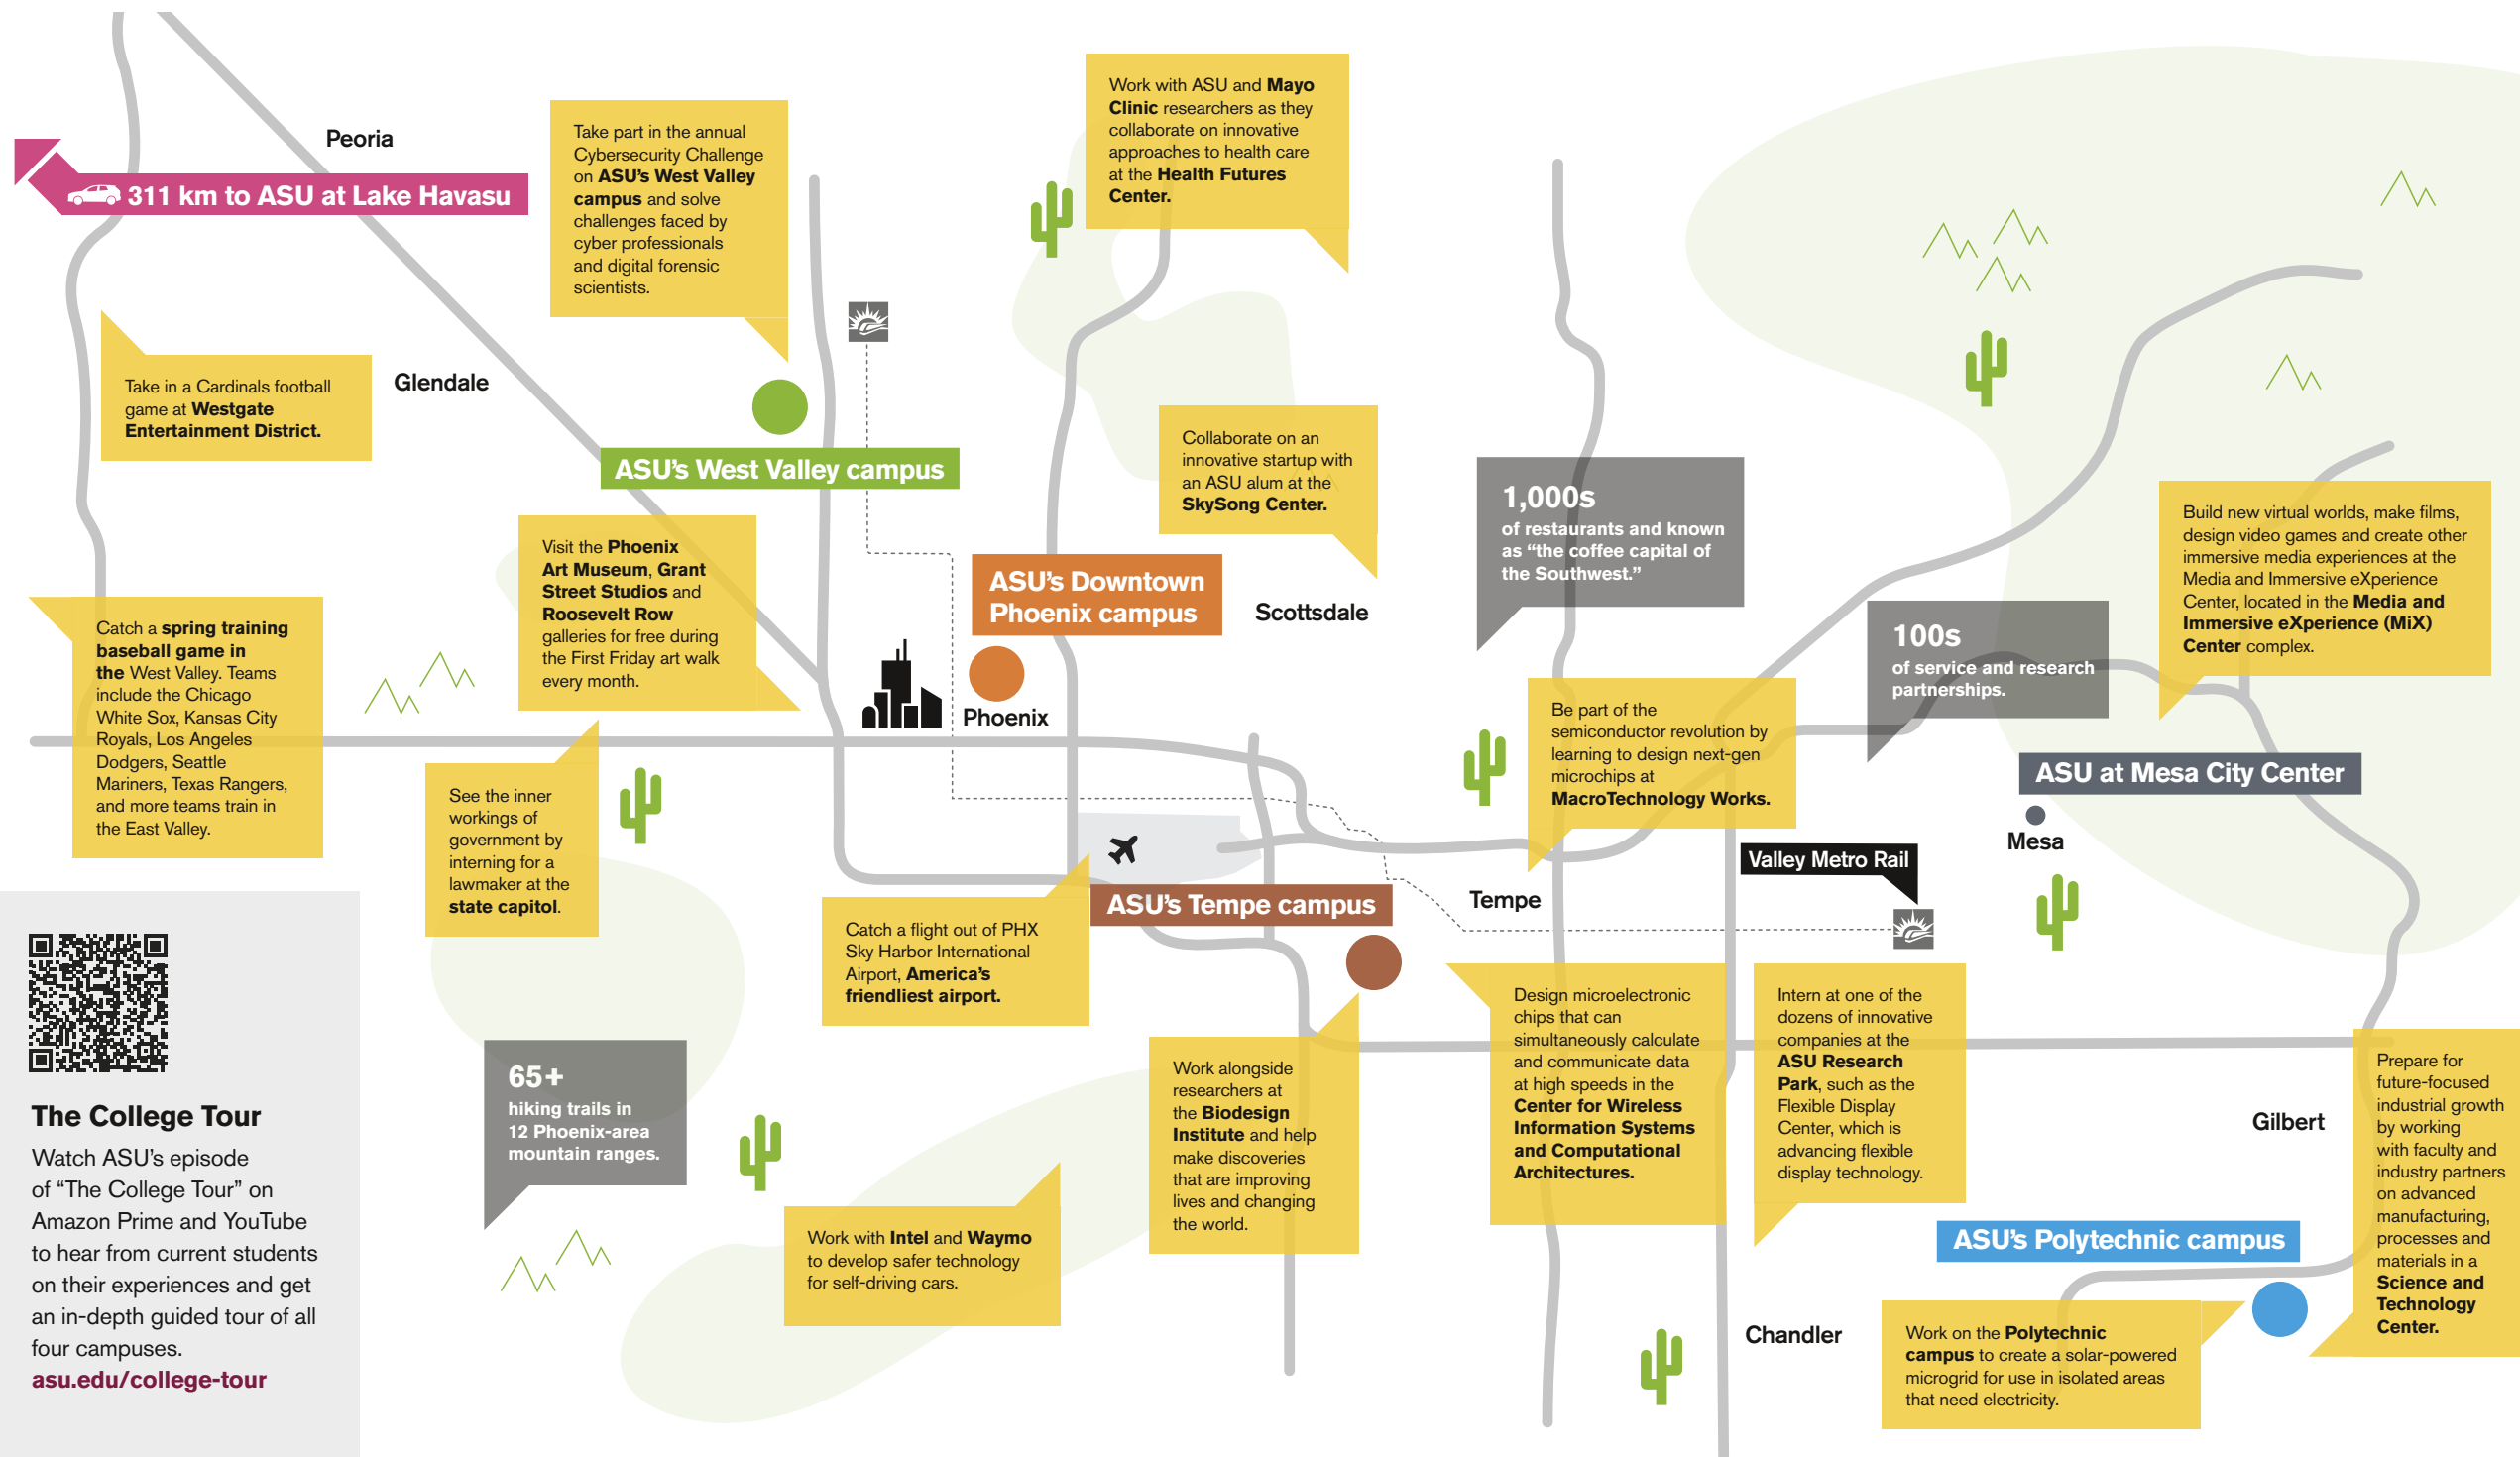 Peoria
311 km to ASU at Lake Havasu
Take part in the annual
Cybersecurity Challenge
on ASU's West Valley
campus and solve
challenges faced by
cyber professionals
and digital forensic
scientists.
Work with ASU and Mayo
Clinic researchers as they
collaborate on innovative
approaches to health care
at the Health Futures
Center.
Take in a Cardinals football
game at Westgate
Entertainment District.
Glendale
ASU's West Valley campus
Collaborate on an
innovative startup with
an ASU alum at the
SkySong Center.
1,000s
of restaurants and known
as “the coffee capital of
the Southwest.”
Build new virtual worlds, make films,
design video games and create other
immersive media experiences at the
Media and Immersive eXperience
Center, located in the Media and
Immersive eXperience (MiX)
Center complex.
Visit the Phoenix
Art Museum, Grant
Street Studios and
Roosevelt Row
galleries for free during
the First Friday art walk
every month.
ASU's Downtown
Phoenix campus
Scottsdale
Phoenix
100s
of service and research
partnerships.
Catch a spring training
baseball game in
the West Valley. Teams
include the Chicago
White Sox, Kansas City
Royals, Los Angeles
Dodgers, Seattle
Mariners, Texas Rangers,
and more teams train in
the East Valley.
See the inner
workings of
government by
interning for a
lawmaker at the
state capitol.
Be part of the
semiconductor revolution by
learning to design next-gen
microchips at
MacroTechnology Works.
ASU at Mesa City Center
Mesa
Valley Metro Rail
Tempe
ASU's Tempe campus
Catch a flight out of PHX
Sky Harbor International
Airport, America's
friendliest airport.
65+
hiking trails in
12 Phoenix-area
mountain ranges.
Work with Intel and Waymo
to develop safer technology
for self-driving cars.
Work alongside
researchers at
the Biodesign
Institute and help
make discoveries
that are improving
lives and changing
the world.
Design microelectronic
chips that can
simultaneously calculate
and communicate data
at high speeds in the
Center for Wireless
Information Systems
and Computational
Architectures.
Intern at one of the
dozens of innovative
companies at the
ASU Research
Park, such as the
Flexible Display
Center, which is
advancing flexible
display technology.
Gilbert
Prepare for
future-focused
industrial growth
by working
with faculty and
industry partners
on advanced
manufacturing,
processes and
materials in a
Science and
Technology
Center.
ASU's Polytechnic campus
Chandler
Work on the Polytechnic
campus to create a solar-powered
microgrid for use in isolated areas
that need electricity.
The College Tour
Watch ASU's episode
of “The College Tour” on
Amazon Prime and YouTube
to hear from current students
on their experiences and get
an in-depth guided tour of all
four campuses.
asu.edu/college-tour